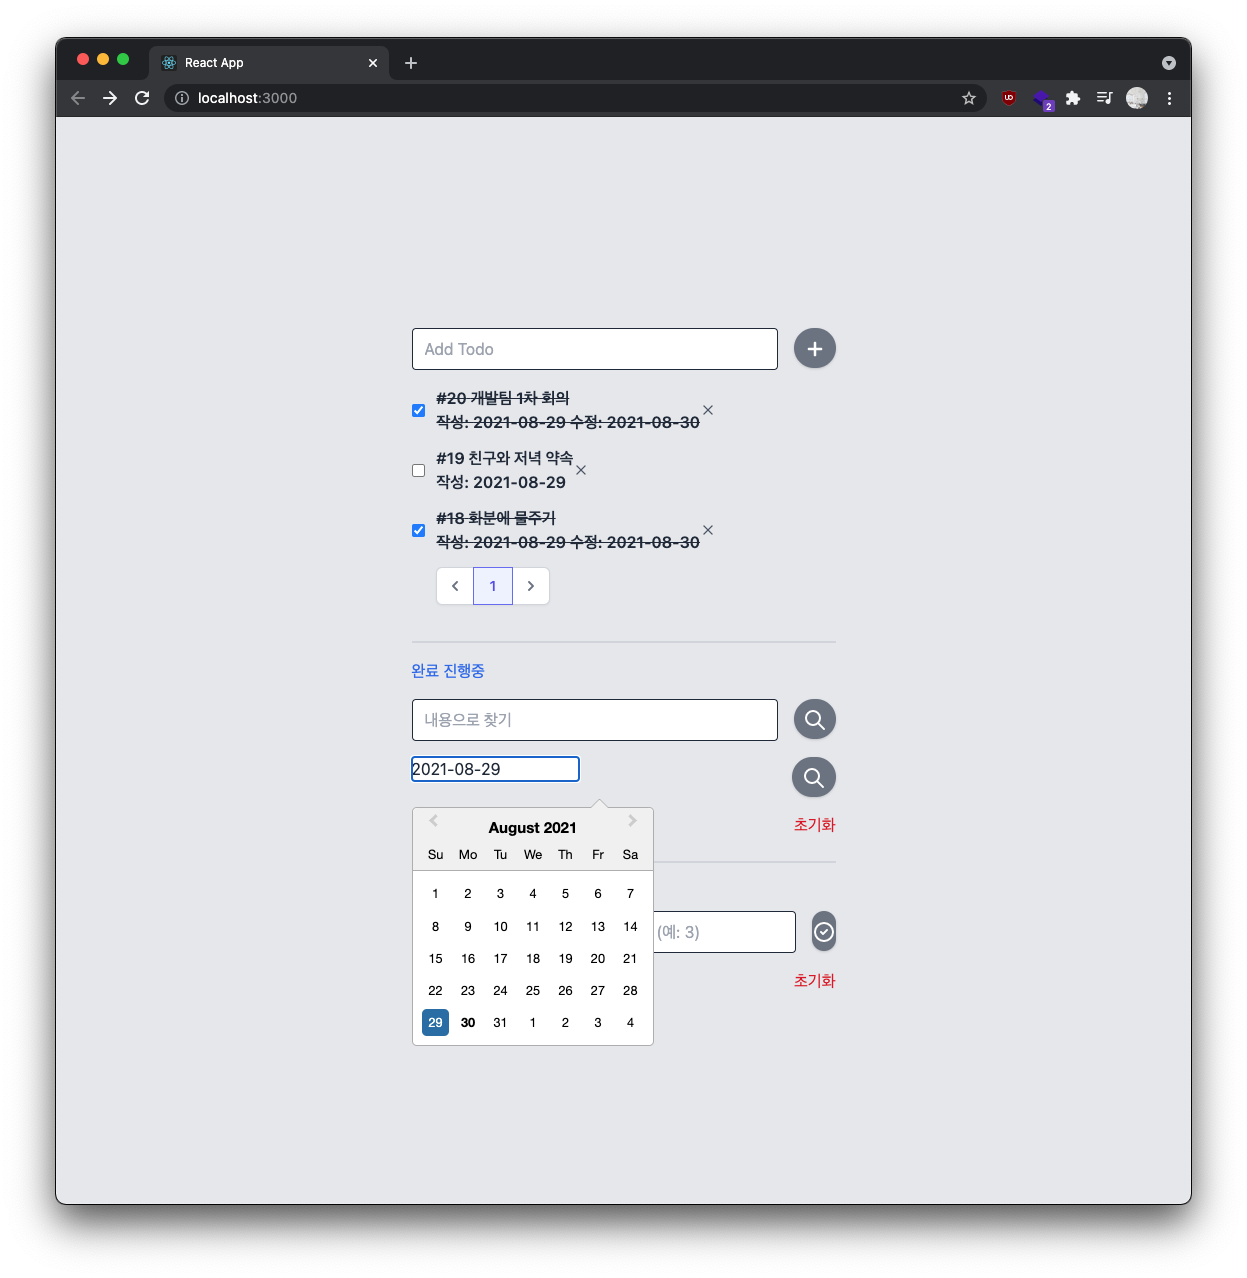 React App
localhost:3000
2
Add Todo
#20 개발팀 1차 회의
작성: 2021-08-29 수정: 2021-08-30
#19 친구와 저녁 약속
작성: 2021-08-29
#18 화분에 물주기
작성: 2021-08-29 수정: 2021-08-30
1
완료 진행중
내용으로 찾기
2021-08-29
초기화
August 2021
Su Mo Tu We Th Fr Sa
1 2 3 4 5 6 7
8 9 10 11 12 13 14
15 16 17 18 19 20 21
22 23 24 25 26 27 28
29 30 31 1 2 3 4
(예: 3)
초기화